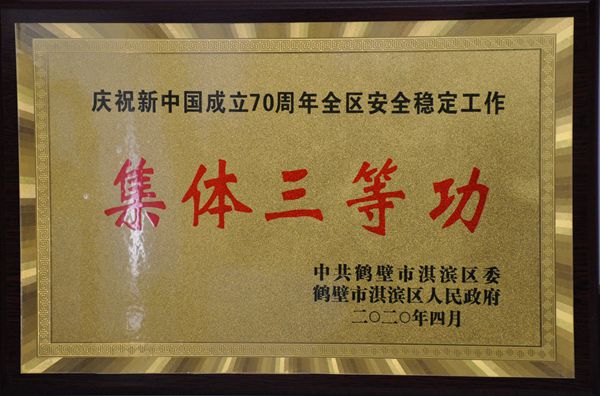 庆祝新中国成立70周年全区安全稳定工作
集体三等功
中共鹤壁市淇滨区委
鹤壁市淇滨区人民政府
二〇二〇年四月